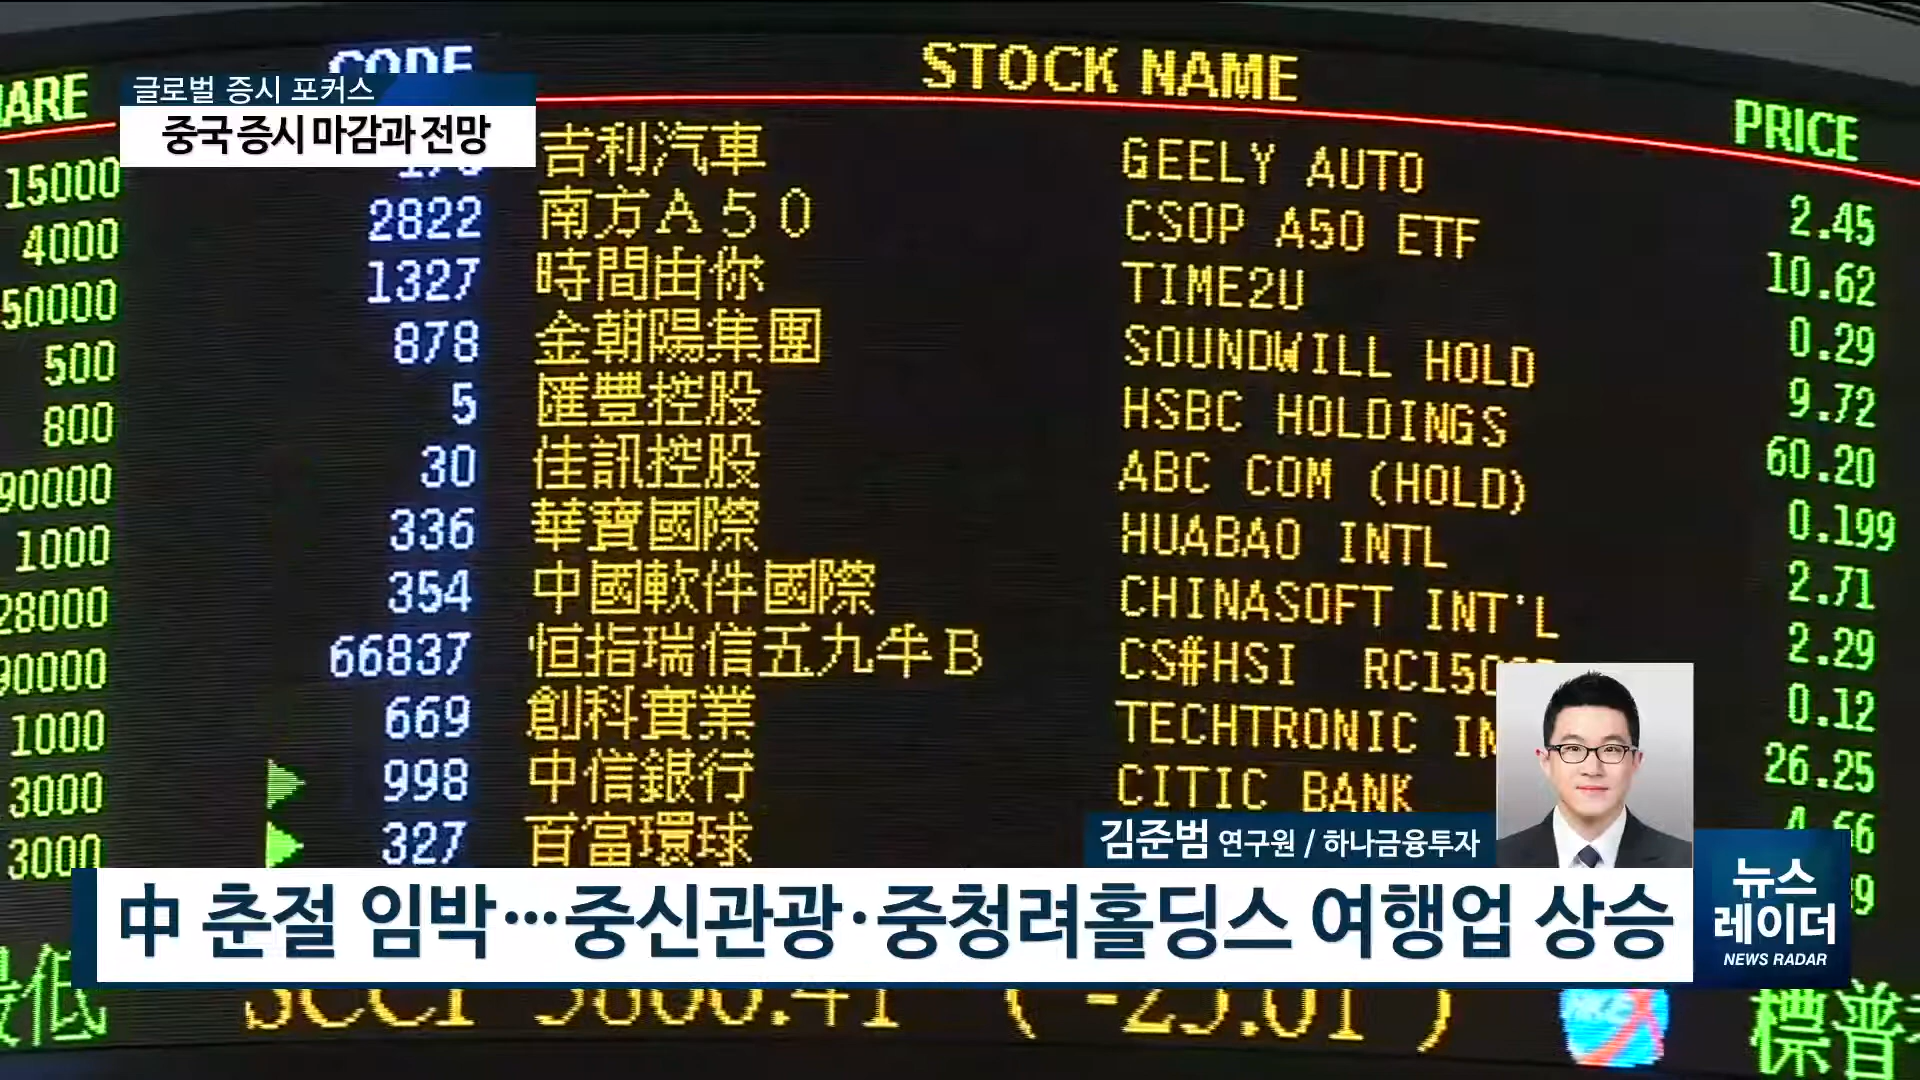 CODE
STOCK NAME
PRICE
글로벌 증시 포커스
중국 증시 마감과 전망
15000 吉利汽車 GEELY AUTO 2.45
4000 2822 南方A50 CSOP A50 ETF 10.62
50000 1327 時間由你 TIME2U 0.29
500 878 金朝陽集團 SOUNDWILL HOLD 9.72
800 5 匯豐控股 HSBC HOLDINGS 60.20
90000 30 佳訊控股 ABC COM (HOLD) 0.199
1000 336 華寶國際 HUABAO INTL 2.71
28000 354 中國軟件國際 CHINASOFT INT'L 2.29
90000 66837 恒指瑞信五九牛B CS#HSI RC150 0.12
1000 669 創科實業 TECHTRONIC IN 26.25
3000 998 中信銀行 CITIC BANK
3000 327 百富環球
김준범 연구원 / 하나금융투자
中 춘절 임박…중신관광·중청려홀딩스 여행업 상승
뉴스
레이더
NEWS RADAR
最低 標普